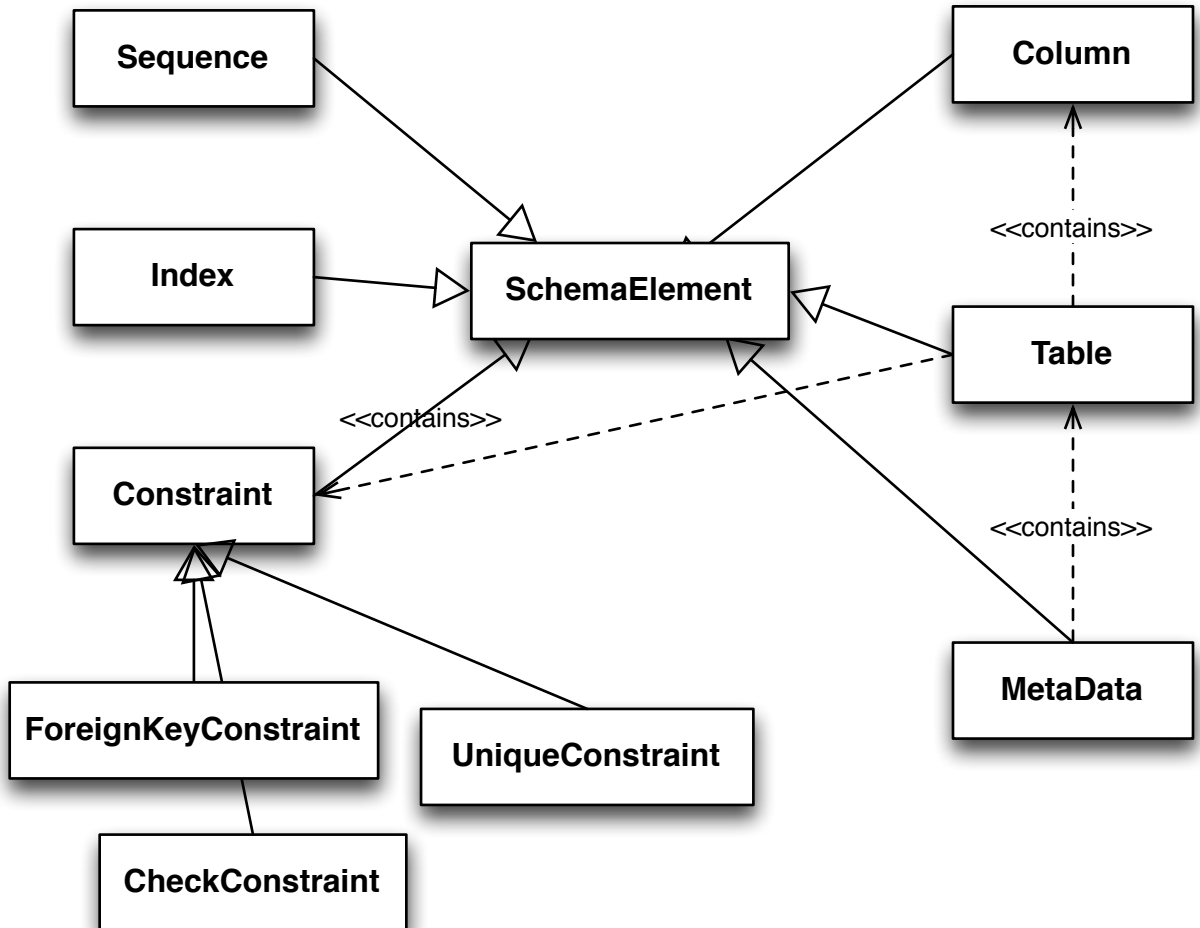 Sequence
Column
<<contains>>
Index
SchemaElement
Table
<<contains>>
Constraint
<<contains>>
MetaData
ForeignKeyConstraint
UniqueConstraint
CheckConstraint